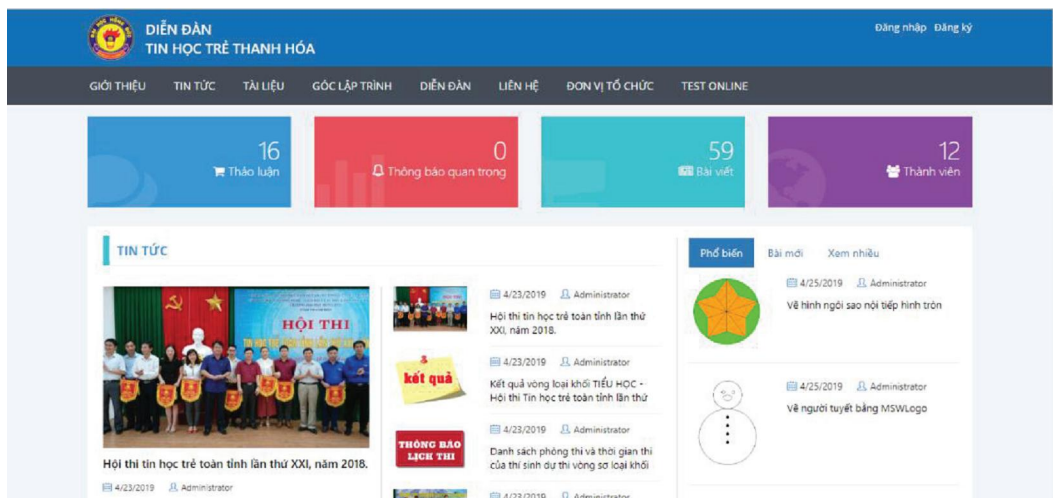 DIỄN ĐÀN
TIN HỌC TRẺ THANH HÓA
Đăng nhập Đăng ký
GIỚI THIỆU TIN TỨC TÀI LIỆU GÓC LẬP TRÌNH DIỄN ĐÀN LIÊN HỆ ĐƠN VỊ TỔ CHỨC TEST ONLINE
16
Thảo luận
0
Thông báo quan trọng
59
Bài viết
12
Thành viên
TIN TỨC
HỘI THI
Hội thi tin học trẻ toàn tỉnh lần thứ XXI, năm 2018.
4/23/2019 Administrator
4/23/2019 Administrator
Hội thi tin học trẻ toàn tỉnh lần thứ
XXI, năm 2018.
kết quả
4/23/2019 Administrator
Kết quả vòng loại khối TIỂU HỌC -
Hội thi Tin học trẻ toàn tỉnh lần thứ
THÔNG BÁO
LỊCH THI
4/23/2019 Administrator
Danh sách phòng thi và thời gian thi
của thí sinh dự thi vòng sơ loại khối
4/23/2019 Administrator
Phổ biến Bài mới Xem nhiều
4/25/2019 Administrator
Vẽ hình ngôi sao nội tiếp hình tròn
4/25/2019 Administrator
Vẽ người tuyết bằng MSWLogo